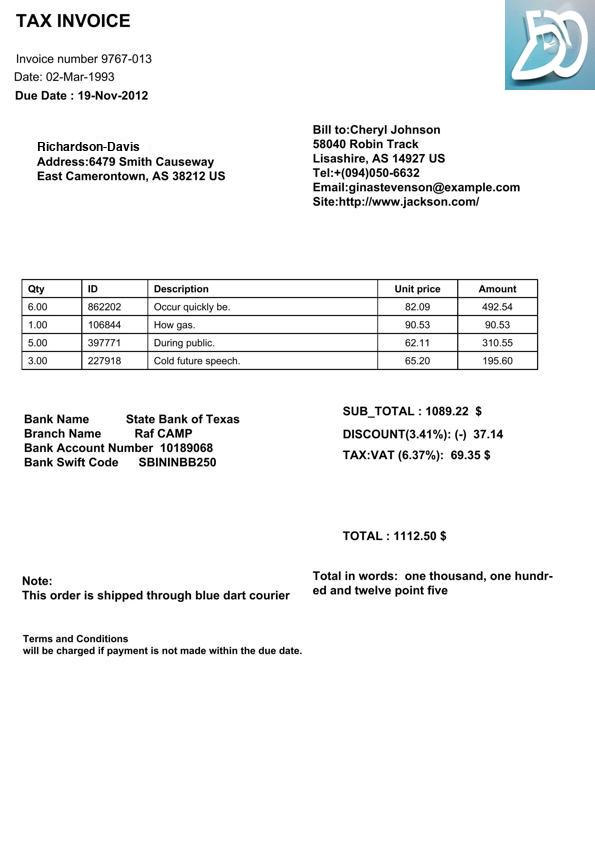 TAX INVOICE
Invoice number 9767-013
Date: 02-Mar-1993
Due Date : 19-Nov-2012
Richardson-Davis
Address:6479 Smith Causeway
East Camerontown, AS 38212 US
Bill to:Cheryl Johnson
58040 Robin Track
Lisashire, AS 14927 US
Tel:+(094)050-6632
Email:ginastevenson@example.com
Site:http://www.jackson.com/
Qty ID Description Unit price Amount
6.00 862202 Occur quickly be. 82.09 492.54
1.00 106844 How gas. 90.53 90.53
5.00 397771 During public. 62.11 310.55
3.00 227918 Cold future speech. 65.20 195.60
Bank Name State Bank of Texas
Branch Name Raf CAMP
Bank Account Number 10189068
Bank Swift Code SBININBB250
SUB_TOTAL : 1089.22 $
DISCOUNT(3.41%): (-) 37.14
TAX:VAT (6.37%): 69.35 $
TOTAL : 1112.50 $
Total in words: one thousand, one hundr-
ed and twelve point five
Note:
This order is shipped through blue dart courier
Terms and Conditions
will be charged if payment is not made within the due date.